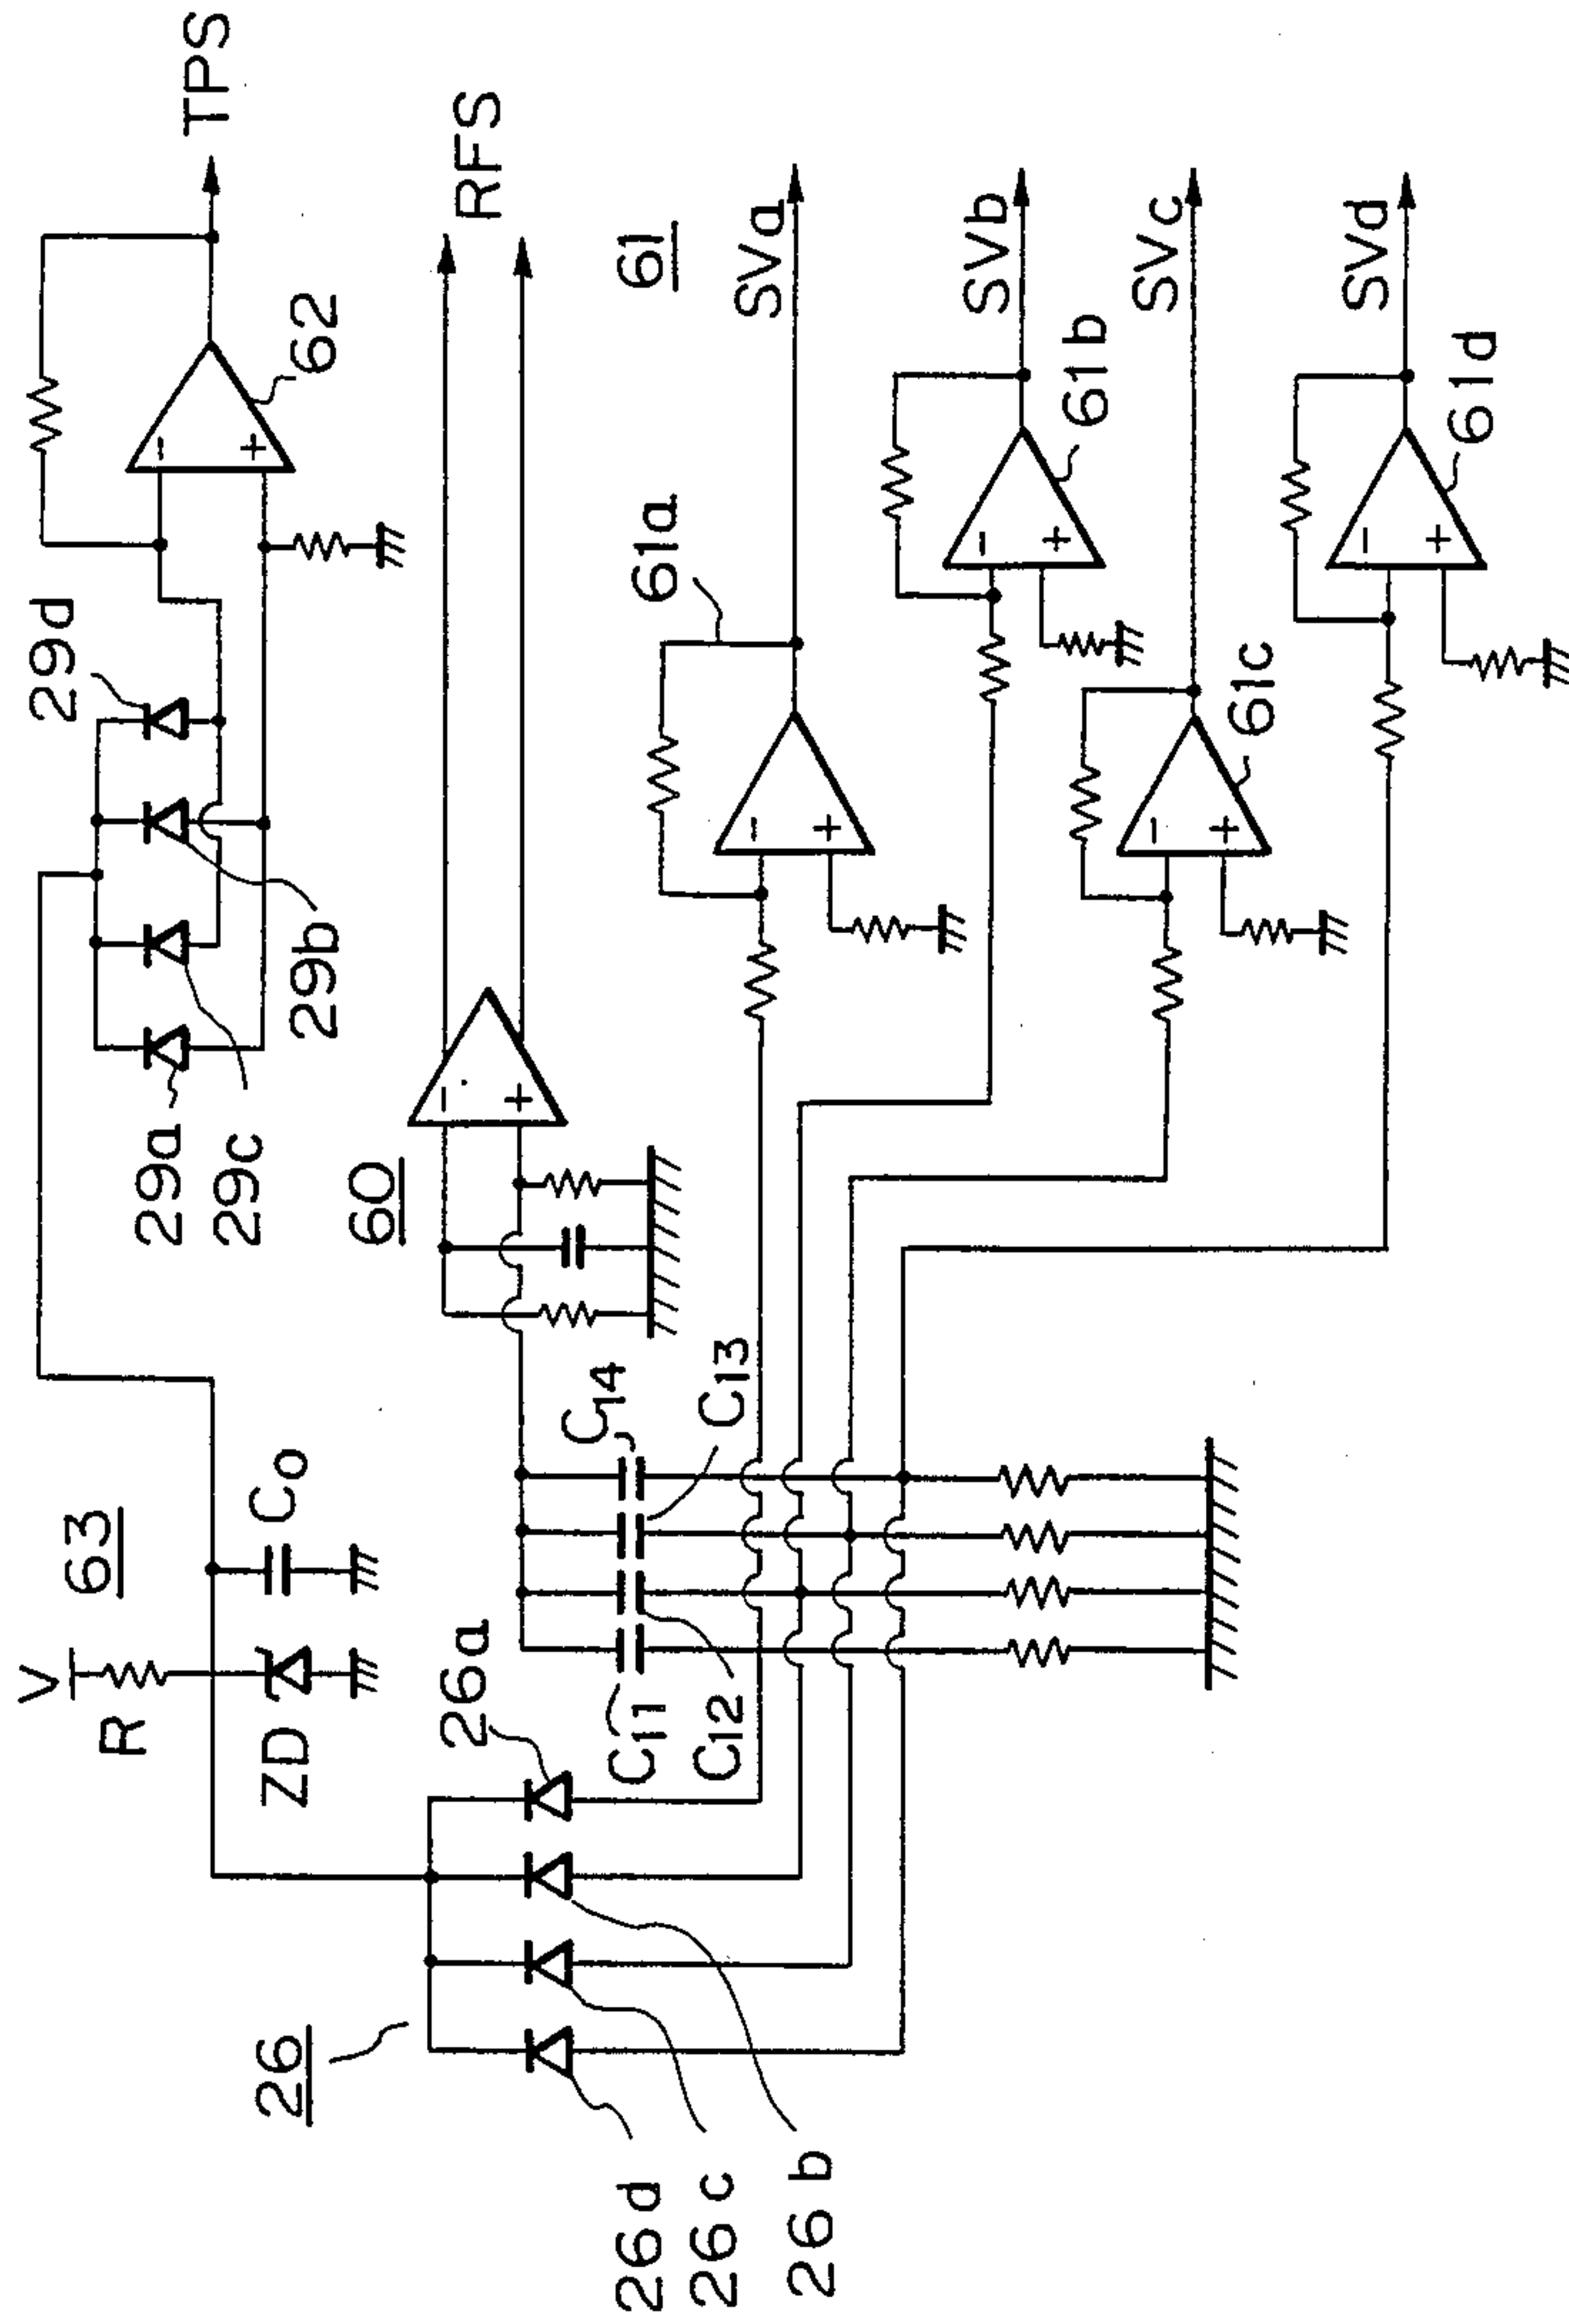 TPS
62
29d
29b
29a
29c
RFS
60
63
V
R
ZD
C0
26
26a
26d
26c
26b
C11
C12
C14
C13
61
61a
SVa
61b
SVb
61c
SVc
61d
SVd
-
+
-
+
-
+
-
+
-
+
-
+